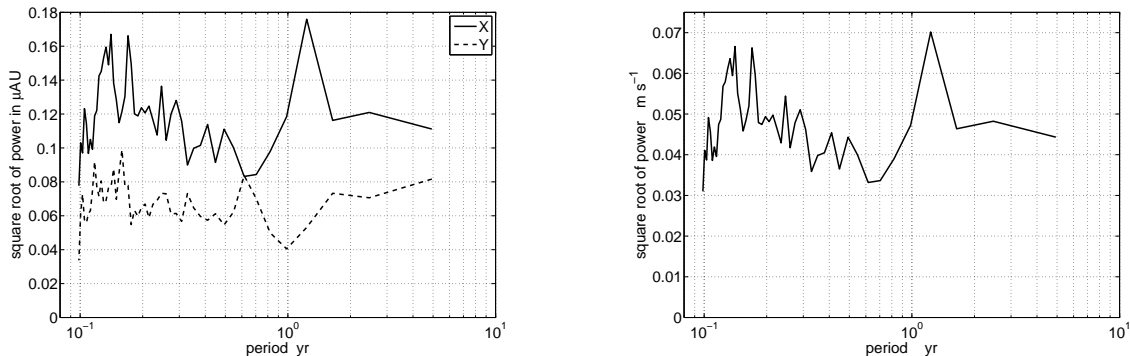 0.18
0.16
0.14
0.12
0.1
0.08
0.06
0.04
0.02
0
square root of power in μAU
10⁻¹ 10⁰ 10¹
period yr
X
Y
0.07
0.06
0.05
0.04
0.03
0.02
0.01
0
square root of power m s⁻¹
10⁻¹ 10⁰ 10¹
period yr